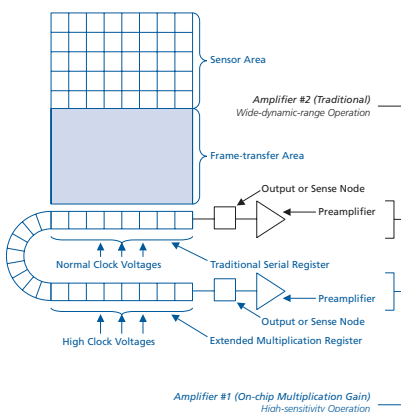 Sensor Area
Amplifier #2 (Traditional)
Wide-dynamic-range Operation
Frame-transfer Area
Output or Sense Node
Preamplifier
Normal Clock Voltages
Traditional Serial Register
Preamplifier
Output or Sense Node
High Clock Voltages
Extended Multiplication Register
Amplifier #1 (On-chip Multiplication Gain)
High-sensitivity Operation